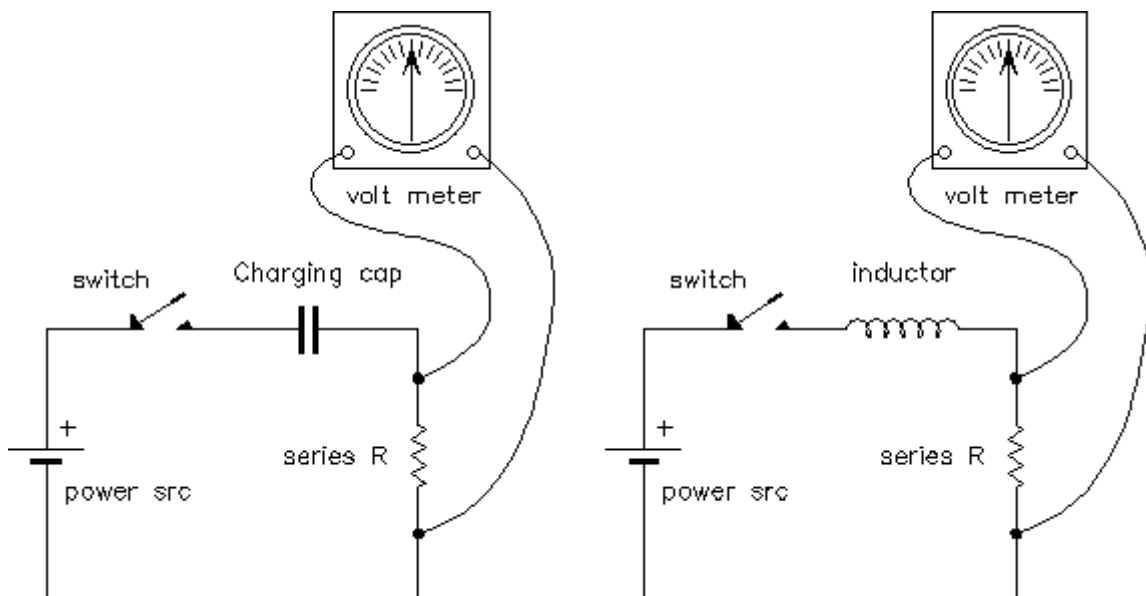 volt meter
Charging cap
switch
+
series R
power src
volt meter
inductor
switch
+
series R
power src